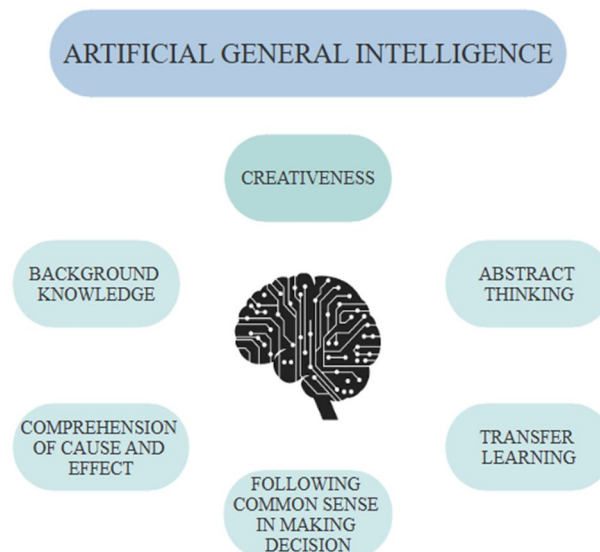 ARTIFICIAL GENERAL INTELLIGENCE
CREATIVENESS
BACKGROUND
KNOWLEDGE
ABSTRACT
THINKING
COMPREHENSION
OF CAUSE AND
EFFECT
TRANSFER
LEARNING
FOLLOWING
COMMON SENSE
IN MAKING
DECISION